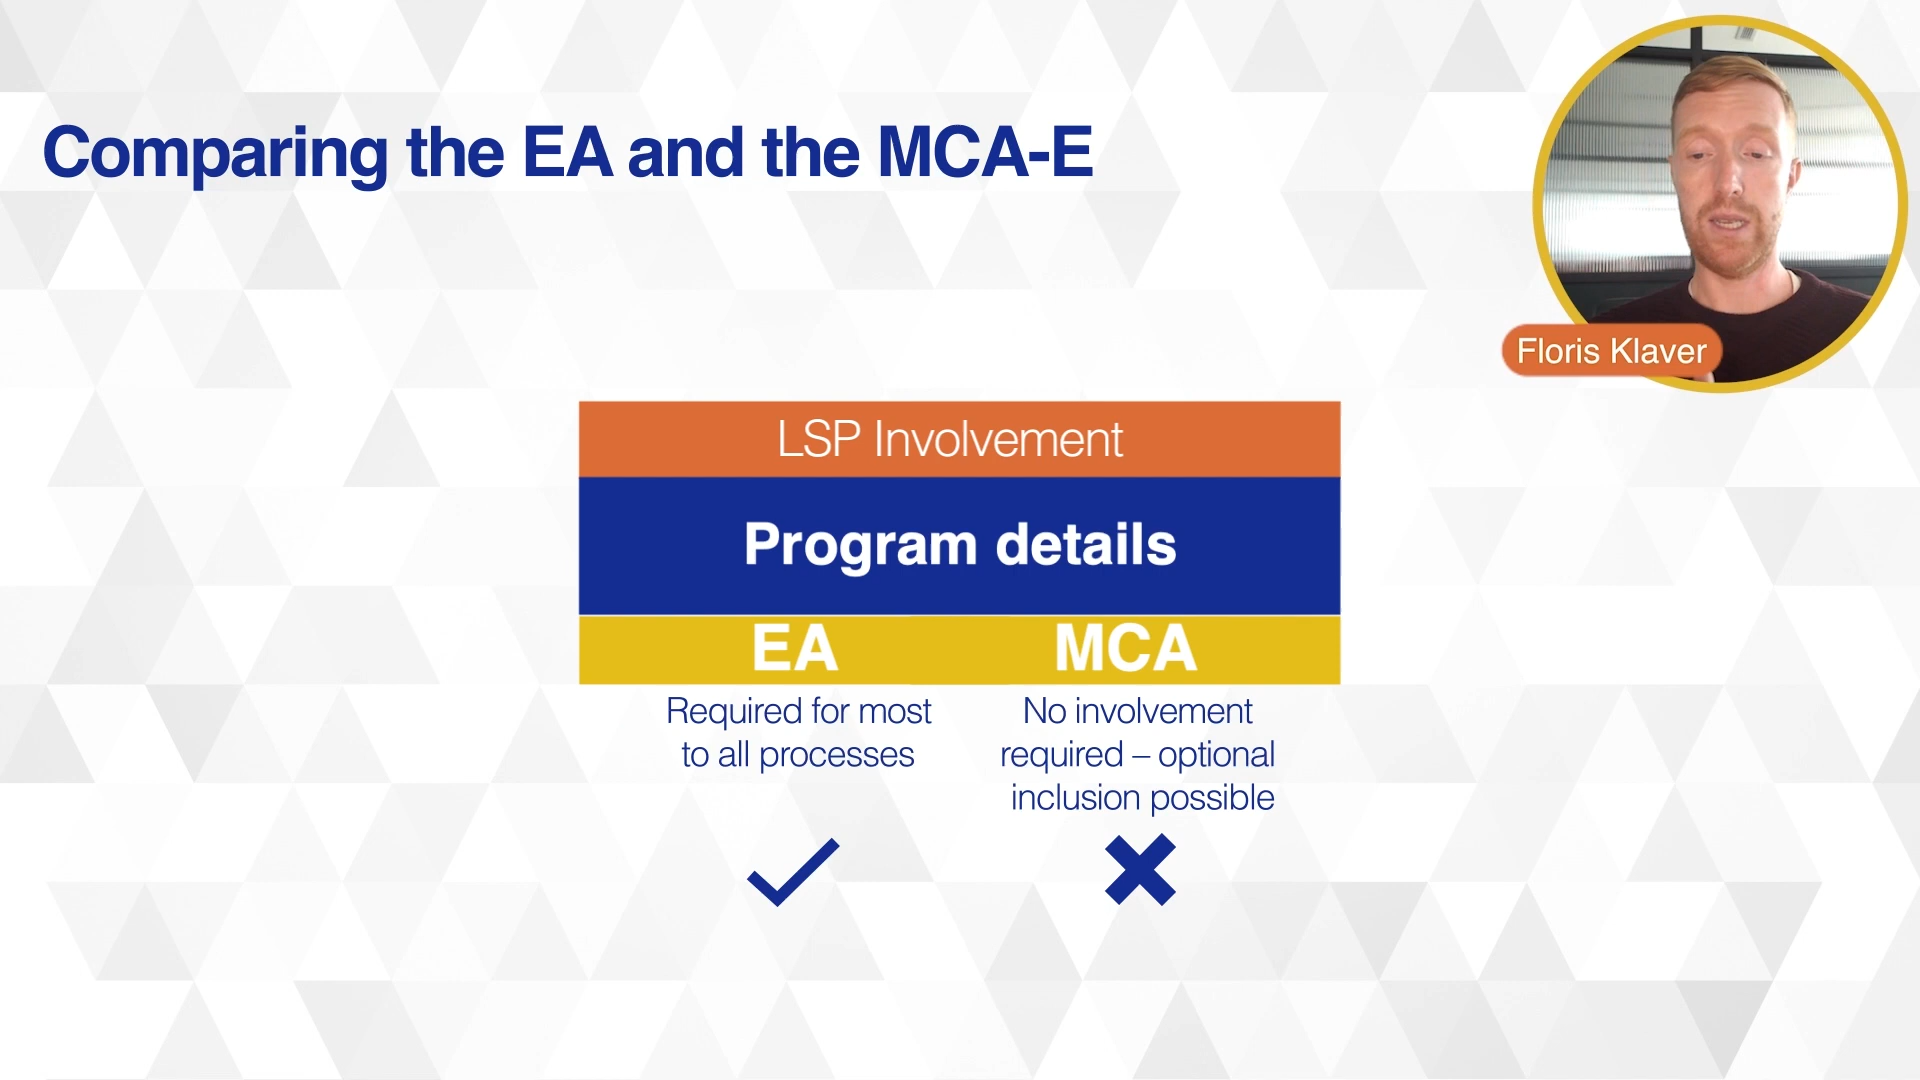 Comparing the EA and the MCA-E
Floris Klaver
LSP Involvement
Program details
EA MCA
Required for most
to all processes
No involvement
required – optional
inclusion possible